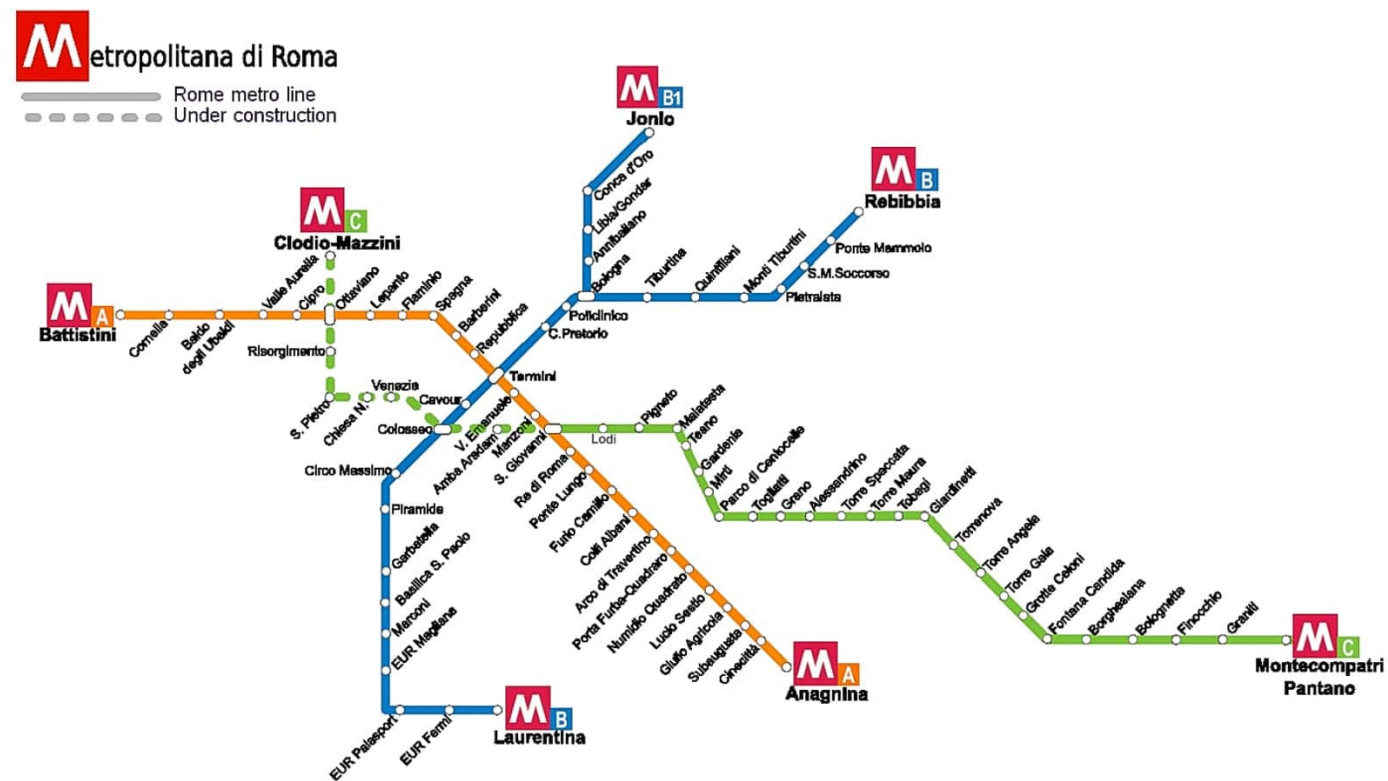 Metropolitana di Roma
Rome metro line
Under construction
M B1
Jonio
M B
Rebibbia
M C
Clodio-Mazzini
M A
Battistini
Cornelia
Baldo
degli Ubaldi
Valle Aurelia
Cipro
Ottaviano
Lepanto
Flaminio
Spagna
Barberini
Repubblica
Termini
V. Emanuele
Manzoni
S. Giovanni
Re di Roma
Ponte Lungo
Furio Camillo
Colli Albani
Arco di Travertino
Porta Furba-Quadraro
Numidio Quadrato
Lucio Sestio
Giulio Agricola
Subaugusta
Cinecittà
M A
Anagnina
Conca d'Oro
Libia/Gondar
Annibaliano
Bologna
Tiburtina
Quintiliani
Monti Tiburtini
Pietralata
S.M.Soccorso
Ponte Mammolo
Policlinico
C.Pretorio
Cavour
Colosseo
Circo Massimo
Piramide
Garbatella
Basilica S. Paolo
Marconi
EUR Magliana
EUR Palasport
EUR Fermi
M B
Laurentina
Risorgimento
S. Pietro
Chiesa N.
Venezia
Amba Aradam
Lodi
Pigneto
Malatesta
Teano
Gardenie
Mirti
Parco di Centocelle
Togliatti
Grano
Alessandrino
Torre Spaccata
Torre Maura
Tobagi
Giardinetti
Torrenova
Torre Angela
Torre Gaia
Grotte Celoni
Fontana Candida
Borghesiana
Bolognetta
Finocchio
Graniti
M C
Montecompatri
Pantano